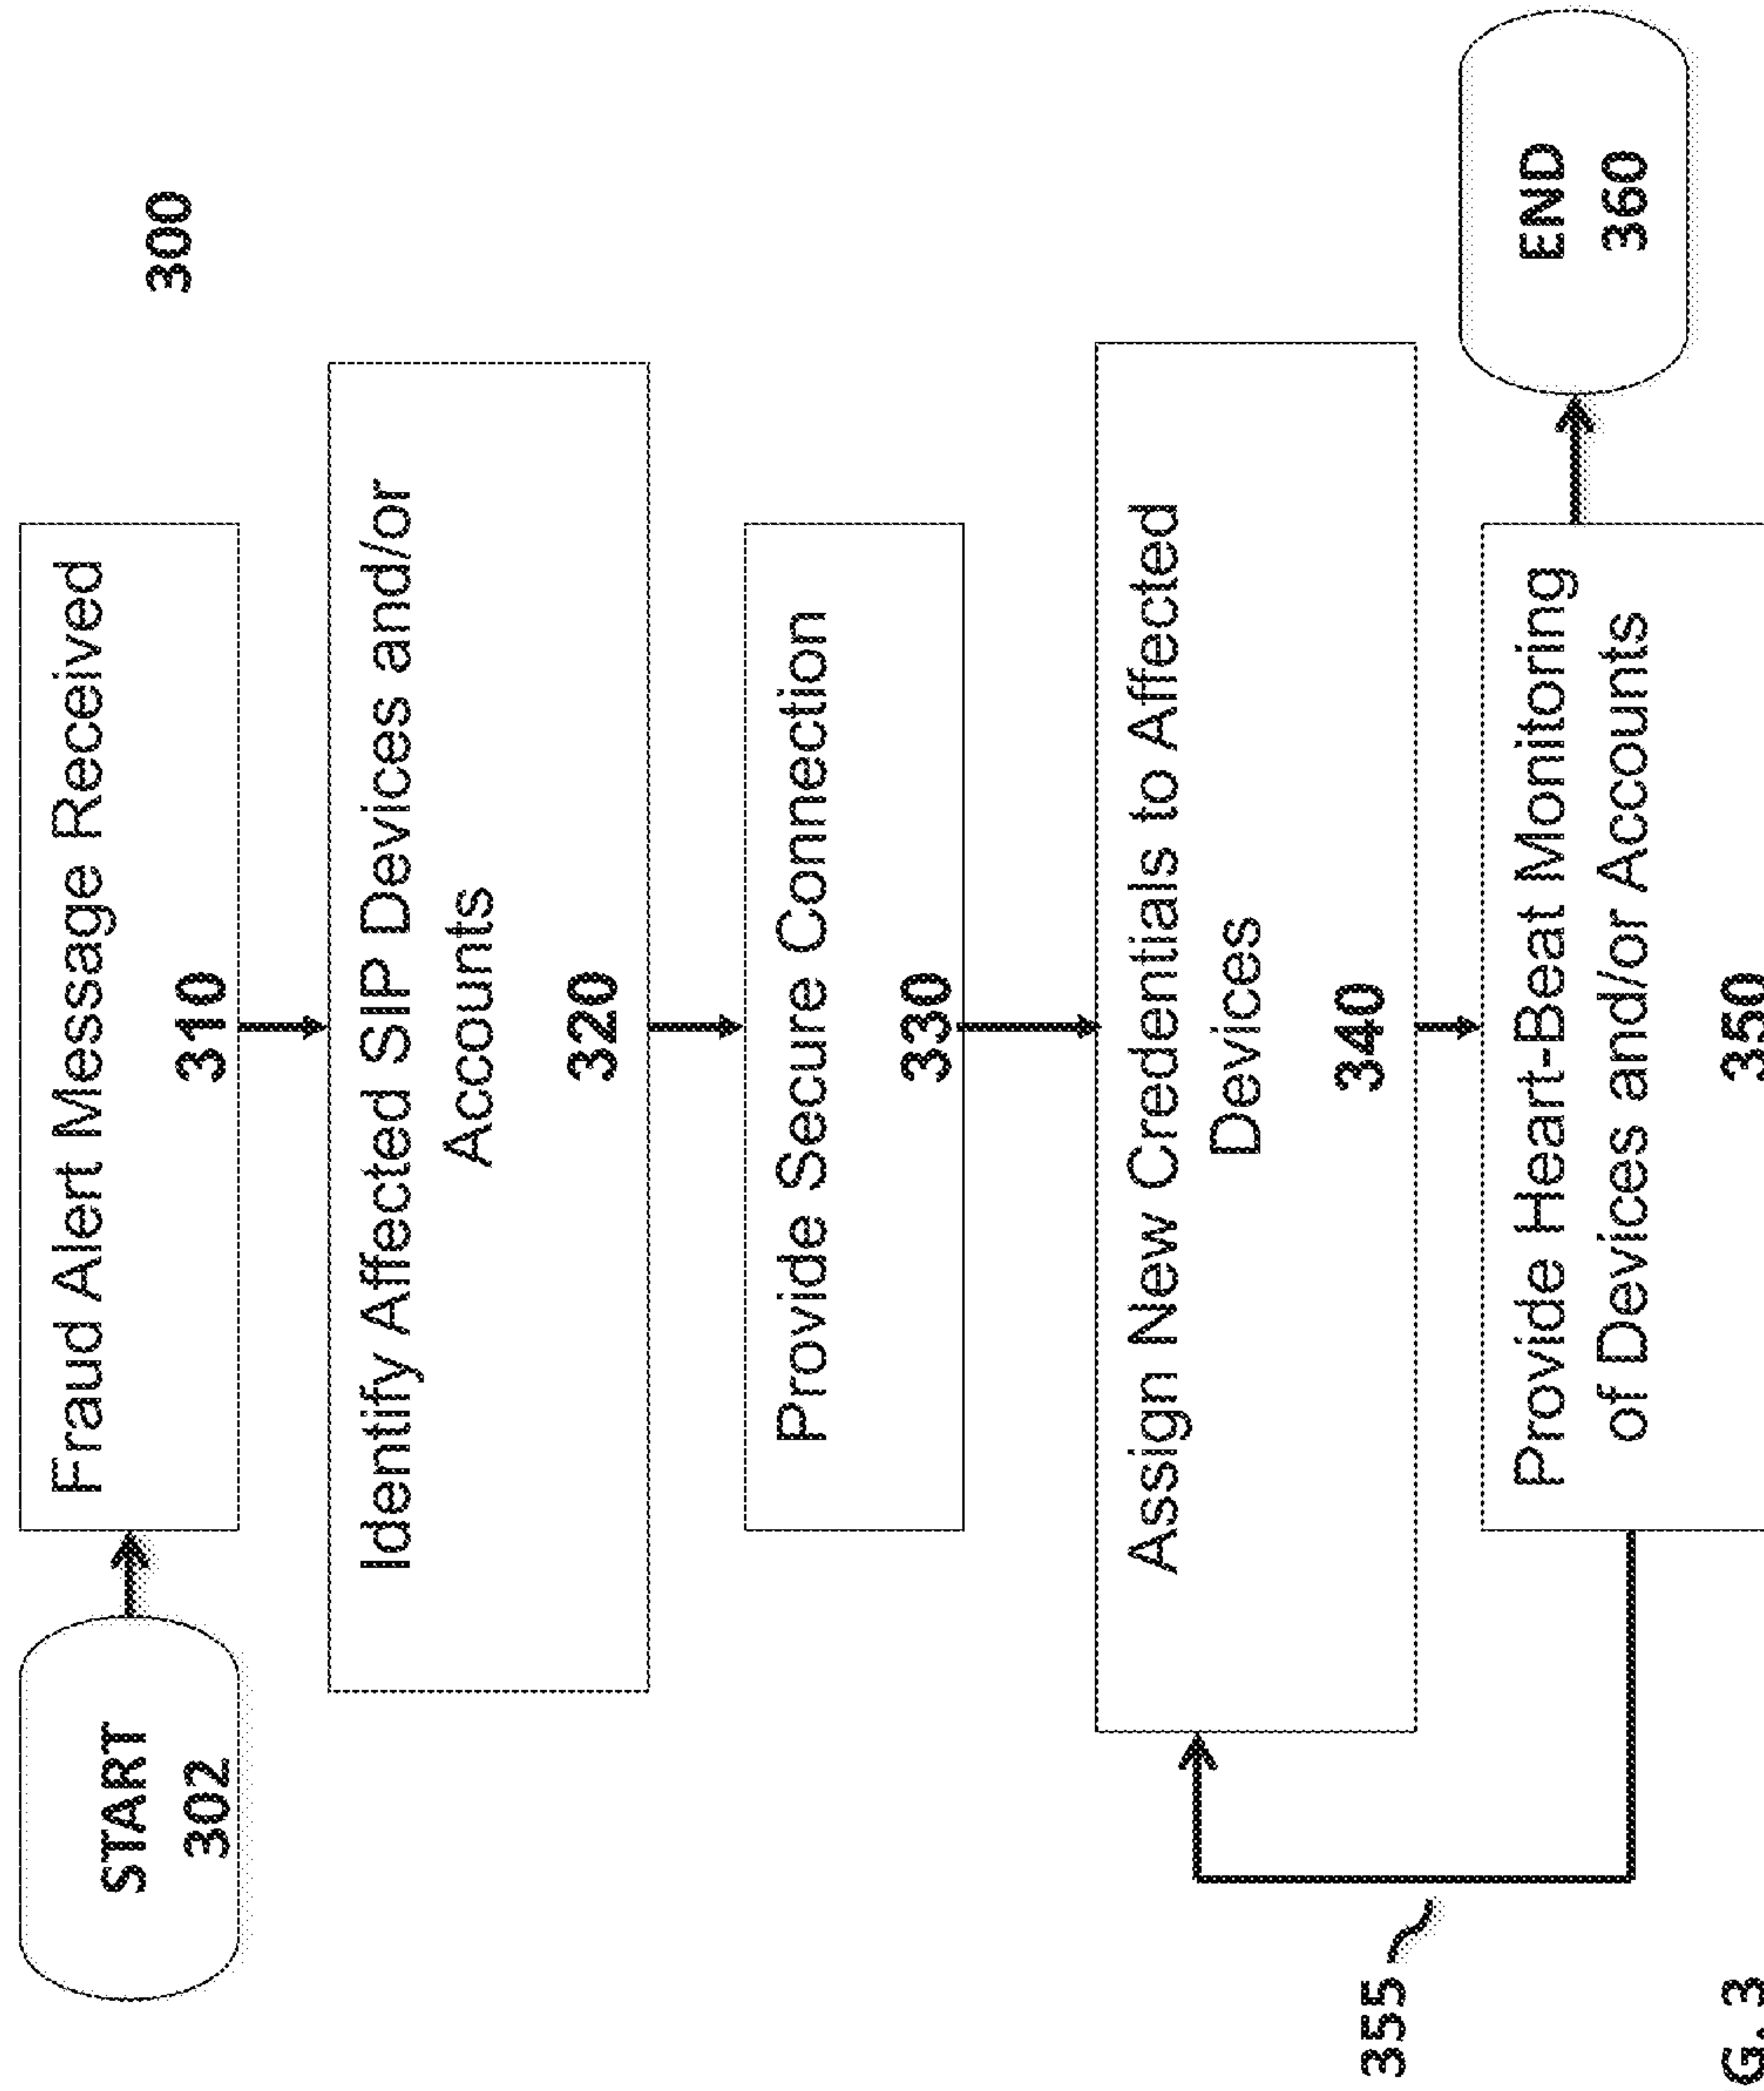 300
START
302
Fraud Alert Message Received
310
Identify Affected SIP Devices and/or
Accounts
320
Provide Secure Connection
330
Assign New Credentials to Affected
Devices
340
Provide Heart-Beat Monitoring
of Devices and/or Accounts
350
355
END
360
G. 3